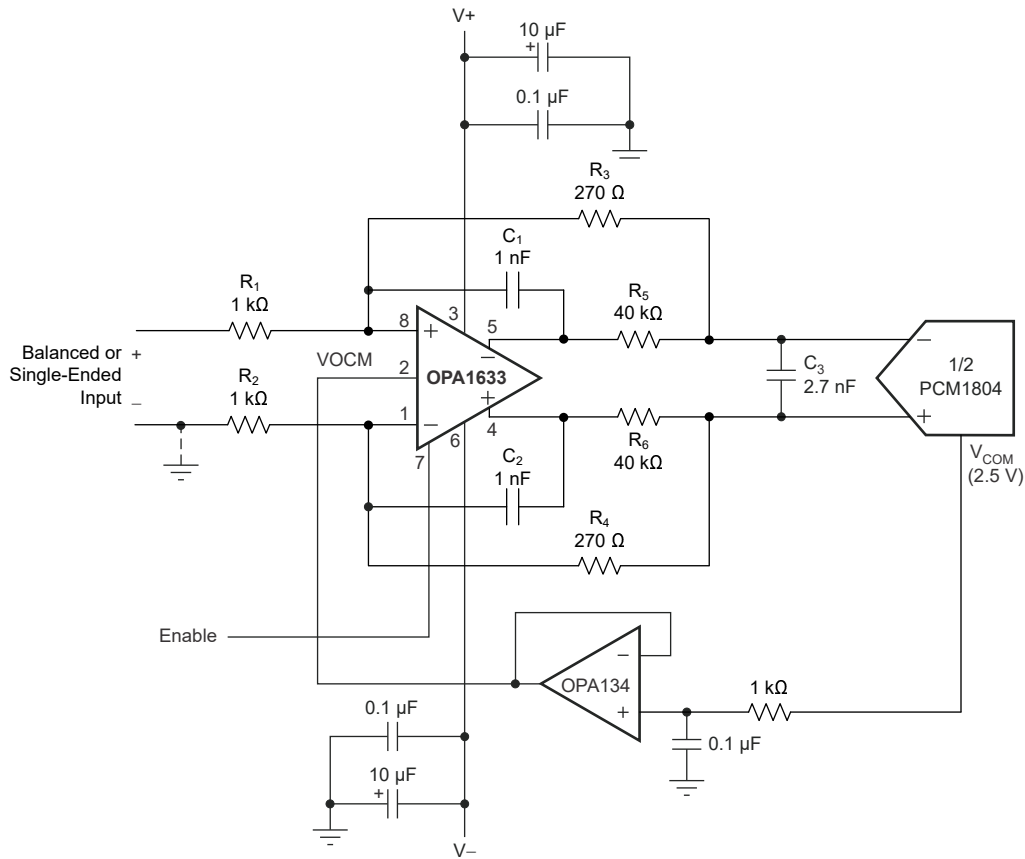 V+
10 µF
+
0.1 µF
R3
270 Ω
C1
1 nF
R1
1 kΩ
R5
40 kΩ
8
+
3
5
−
Balanced or
Single-Ended
Input
+
−
VOCM
2
OPA1633
R2
1 kΩ
1
−
+
4
6
7
C3
2.7 nF
−
1/2
PCM1804
+
R6
40 kΩ
VCOM
(2.5 V)
C2
1 nF
R4
270 Ω
Enable
−
OPA134
+
1 kΩ
0.1 µF
0.1 µF
10 µF
+
V−